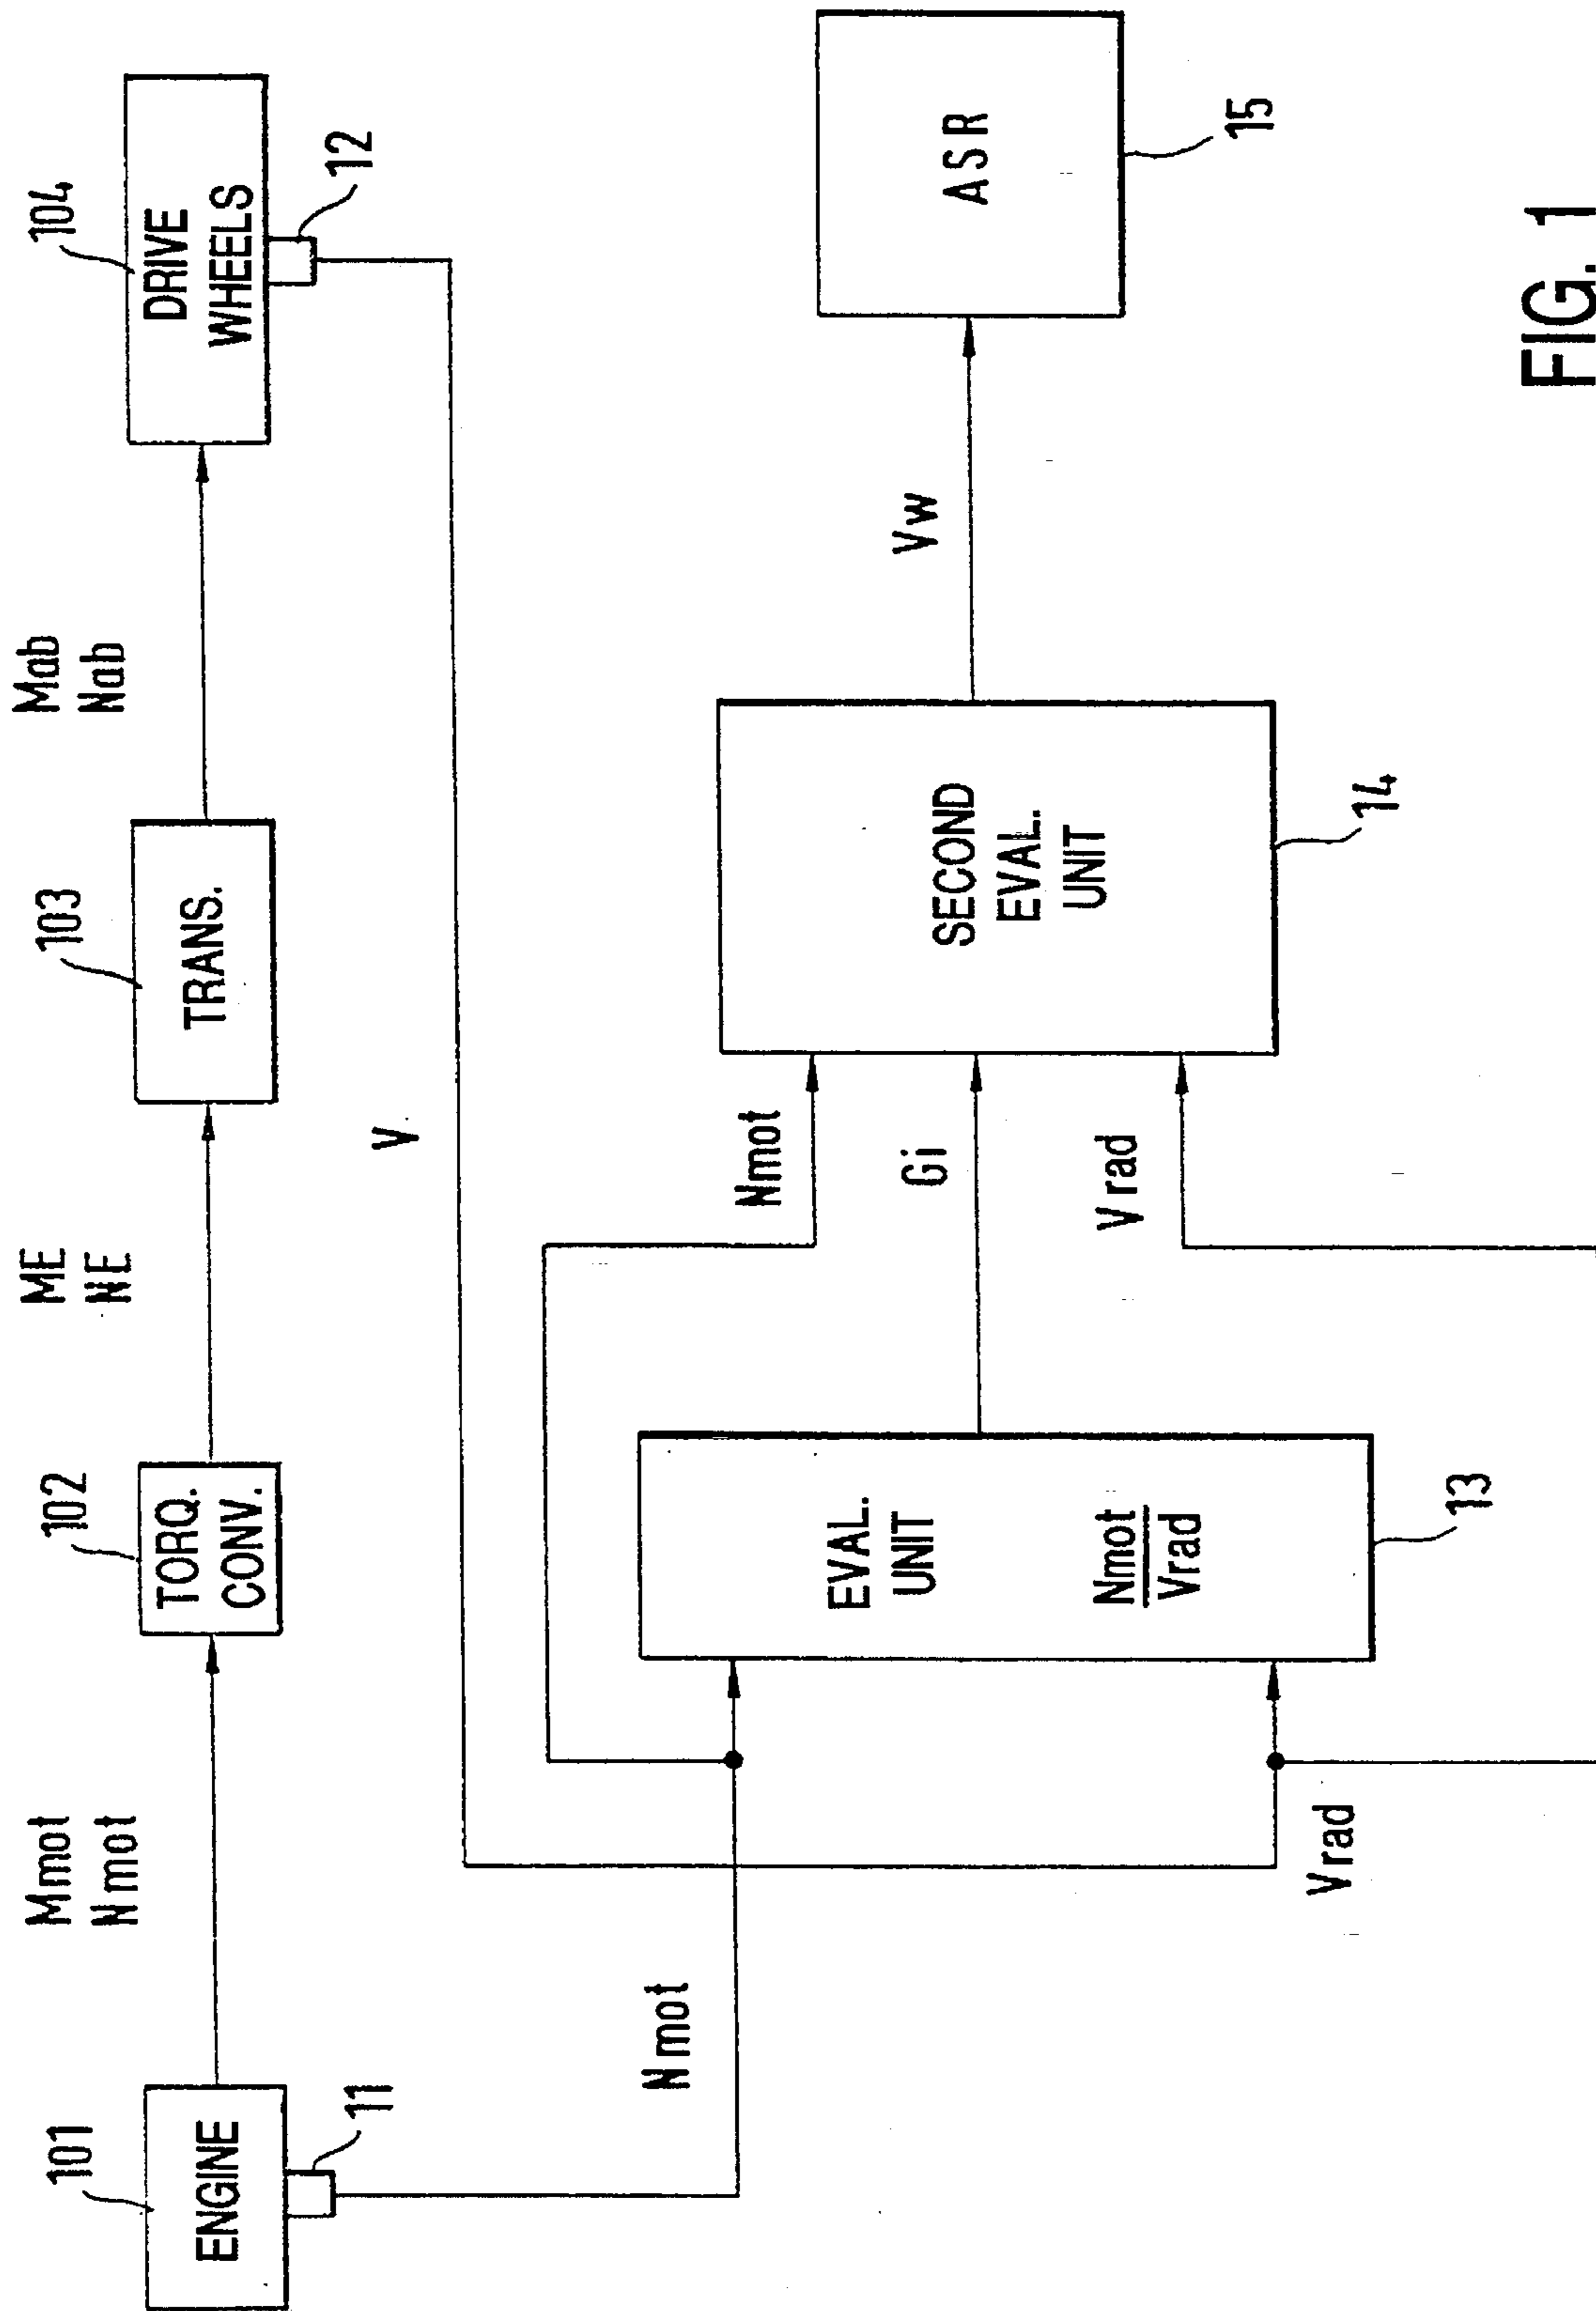 101
ENGINE
11
Mmot
Nmot
102
TORQ.
CONV.
ME
NE
103
TRANS.
Mab
Nab
104
DRIVE
WHEELS
12
V
Nmot
Vrad
EVAL.
UNIT
Nmot
Vrad
13
Nmot
Gi
Vrad
SECOND
EVAL.
UNIT
14
Vw
ASR
15
FIG. 1